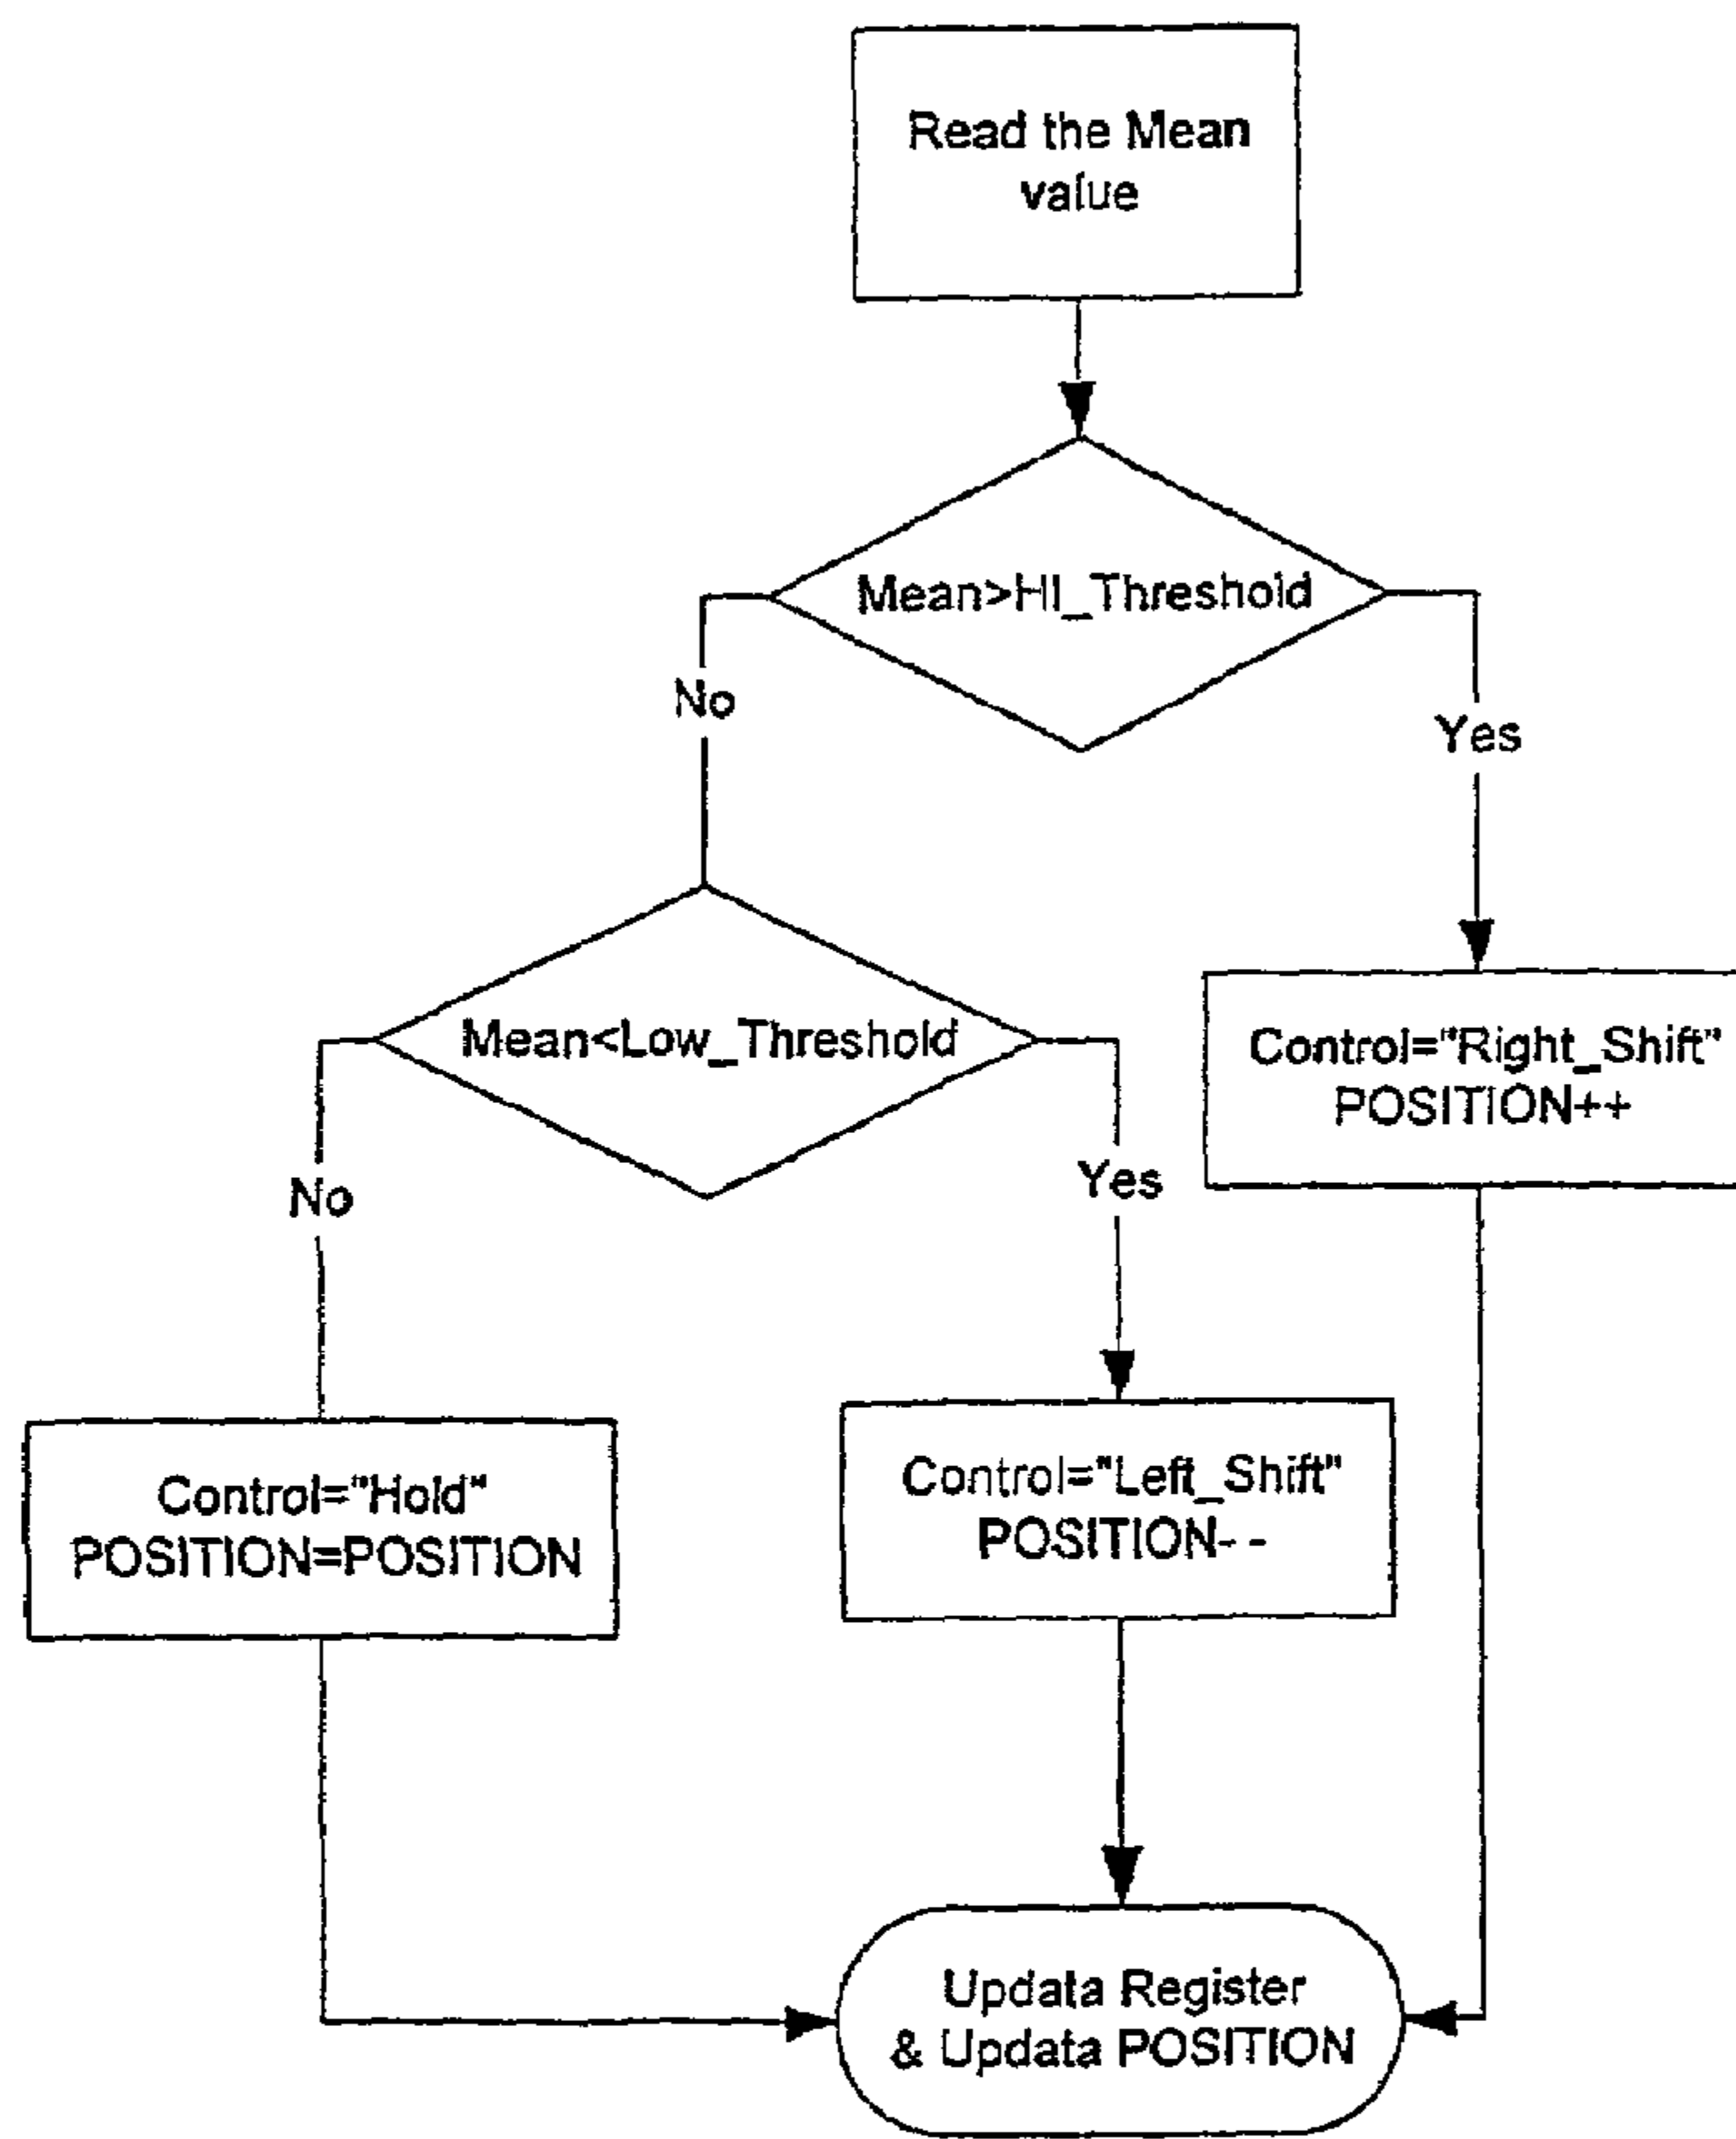 Read the Mean
value
Mean>HI_Threshold
No
Yes
Mean<Low_Threshold
Control="Right_Shift"
POSITION++
No
Yes
Control="Hold"
POSITION=POSITION
Control="Left_Shift"
POSITION- -
Updata Register
& Updata POSITION